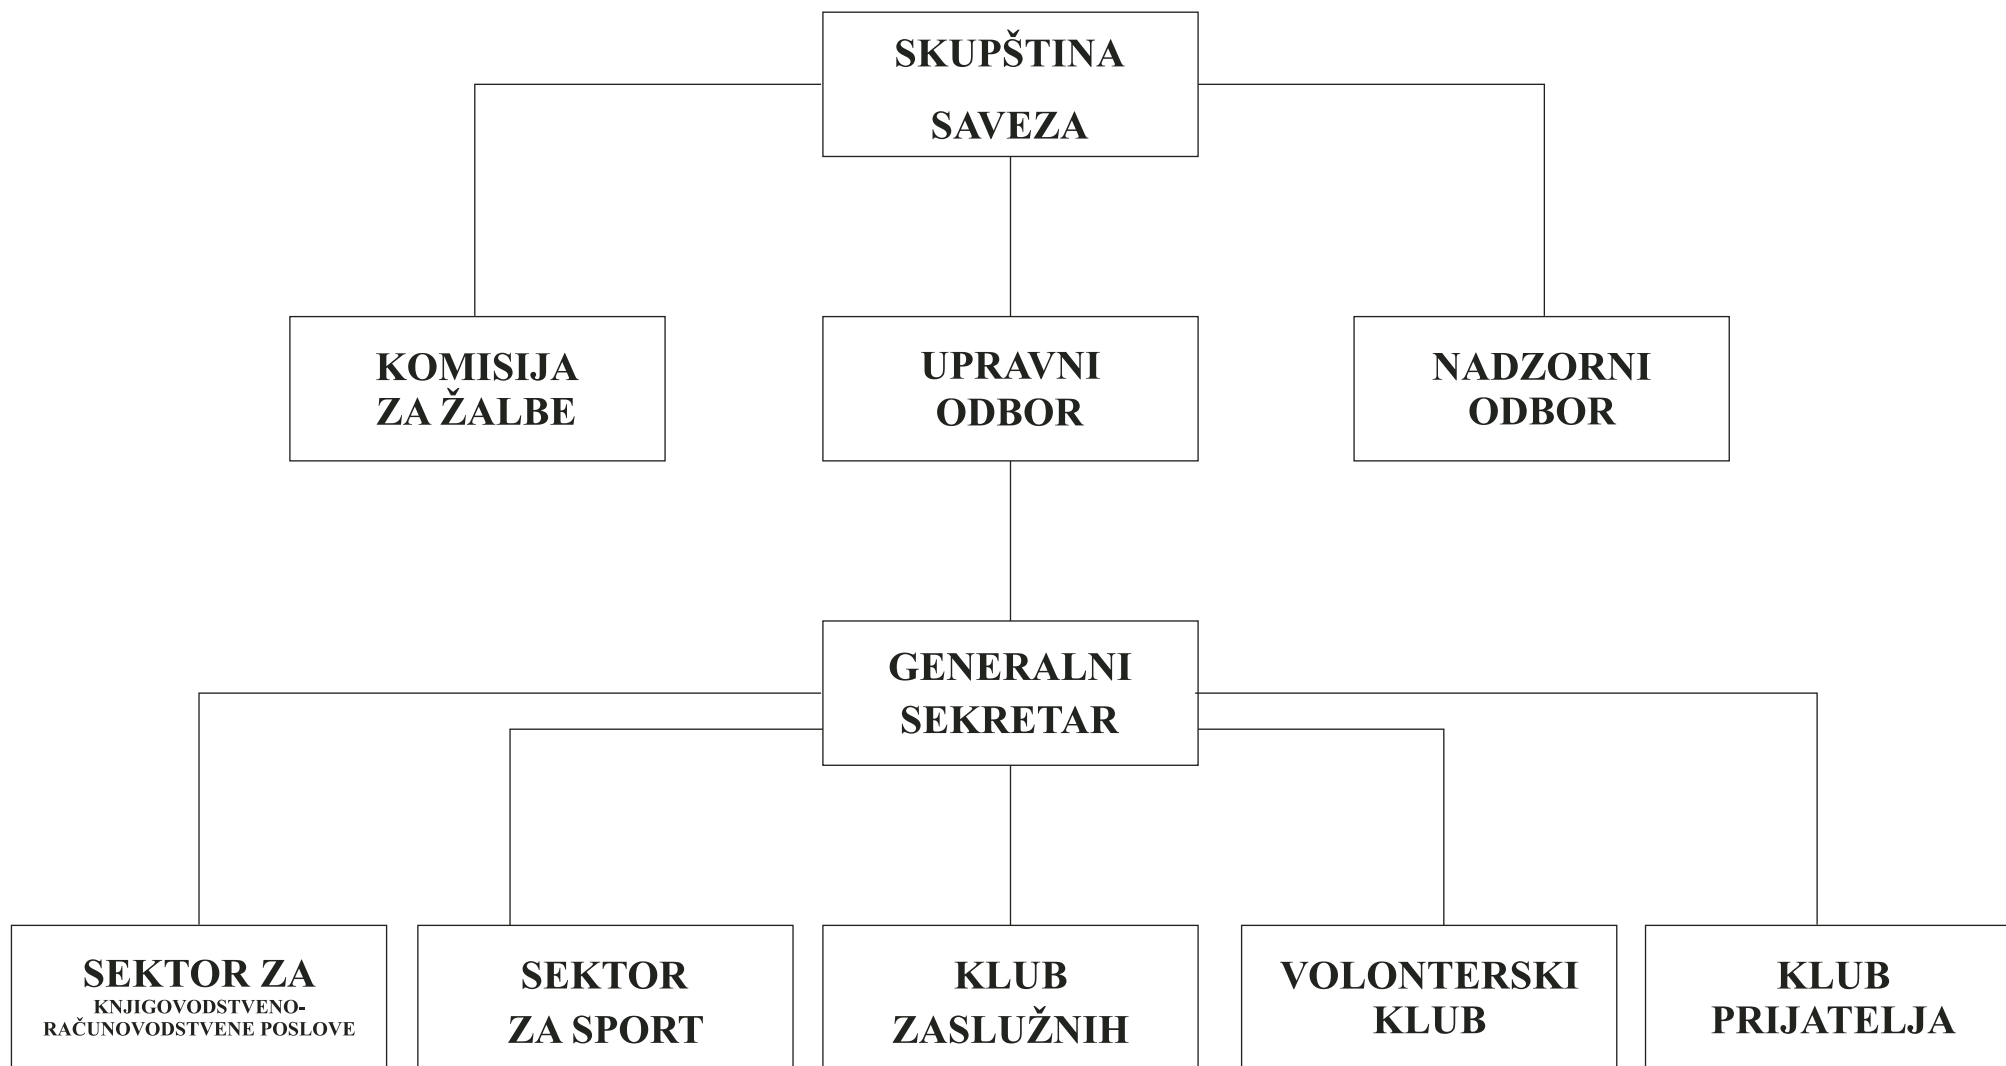 SKUPŠTINA
SAVEZA
KOMISIJA
ZA ŽALBE
UPRAVNI
ODBOR
NADZORNI
ODBOR
GENERALNI
SEKRETAR
SEKTOR ZA
KNJIGOVODSTVENO-
RAČUNOVODSTVENE POSLOVE
SEKTOR
ZA SPORT
KLUB
ZASLUŽNIH
VOLONTERSKI
KLUB
KLUB
PRIJATELJA